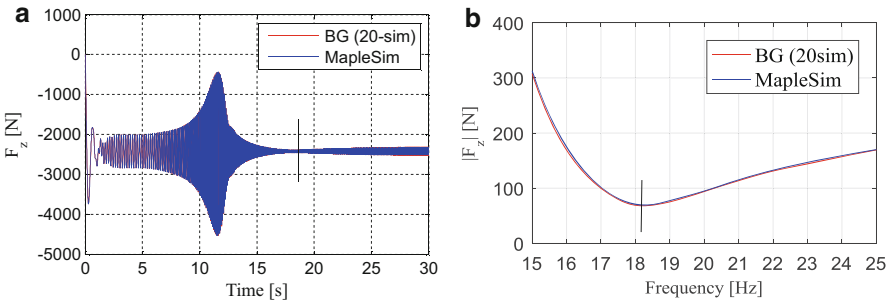 a
1000
0
-1000
-2000
-3000
-4000
-5000
F_z [N]
0 5 10 15 20 25 30
Time [s]
BG (20-sim)
MapleSim
b
400
300
200
100
0
|F_z| [N]
15 16 17 18 19 20 21 22 23 24 25
Frequency [Hz]
BG (20sim)
MapleSim